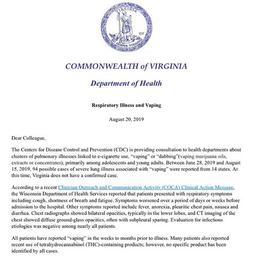 COMMONWEALTH of VIRGINIA
Department of Health
Respiratory Illness and Vaping
August 20, 2019
Dear Colleague,
The Centers for Disease Control and Prevention (CDC) is providing consultation to health departments about
clusters of pulmonary illnesses linked to e-cigarette use, "vaping" or "dabbing"(vaping marijuana oils,
extracts or concentrates), primarily among adolescents and young adults. Between June 28, 2019 and August
15, 2019, 94 possible cases of severe lung illness associated with "vaping" were reported from 14 states. At
this time, Virginia does not have a confirmed case.
According to a recent Clinician Outreach and Communication Activity (COCA) Clinical Action Message,
the Wisconsin Department of Health Services reported patients presented with respiratory symptoms
including cough, shortness of breath and fatigue. Symptoms worsened over a period of days or weeks before
admission to the hospital. Other symptoms reported include fever, anorexia, pleuritic chest pain, nausea and
diarrhea. Chest radiographs showed bilateral opacities, typically in the lower lobes, and CT imaging of the
chest showed diffuse ground-glass opacities, often with subpleural sparing. Evaluation for infectious
etiologies was negative among nearly all patients.
All patients have reported "vaping" in the weeks to months prior to illness. Many patients also reported
recent use of tetrahydrocannabinol (THC)-containing products; however, no specific product has been
identified by all cases.